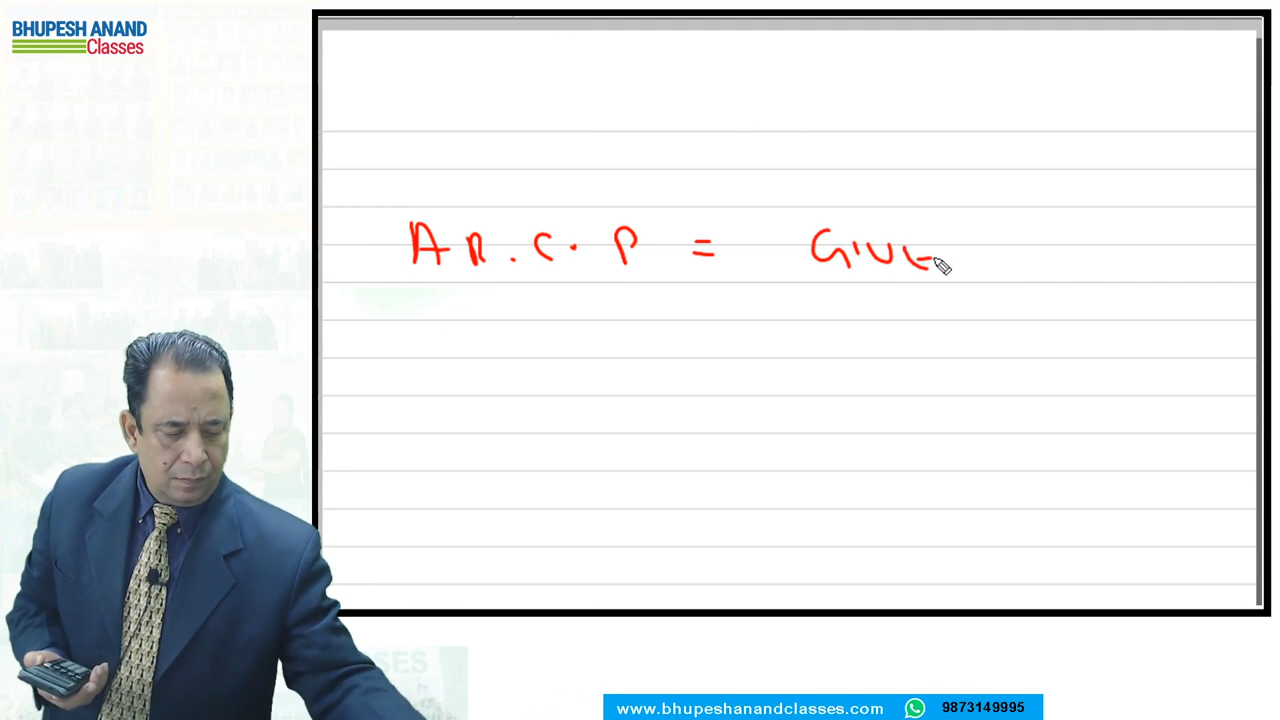 BHUPESH ANAND
Classes
A R. C. P = GIVE
www.bhupeshanandclasses.com 9873149995